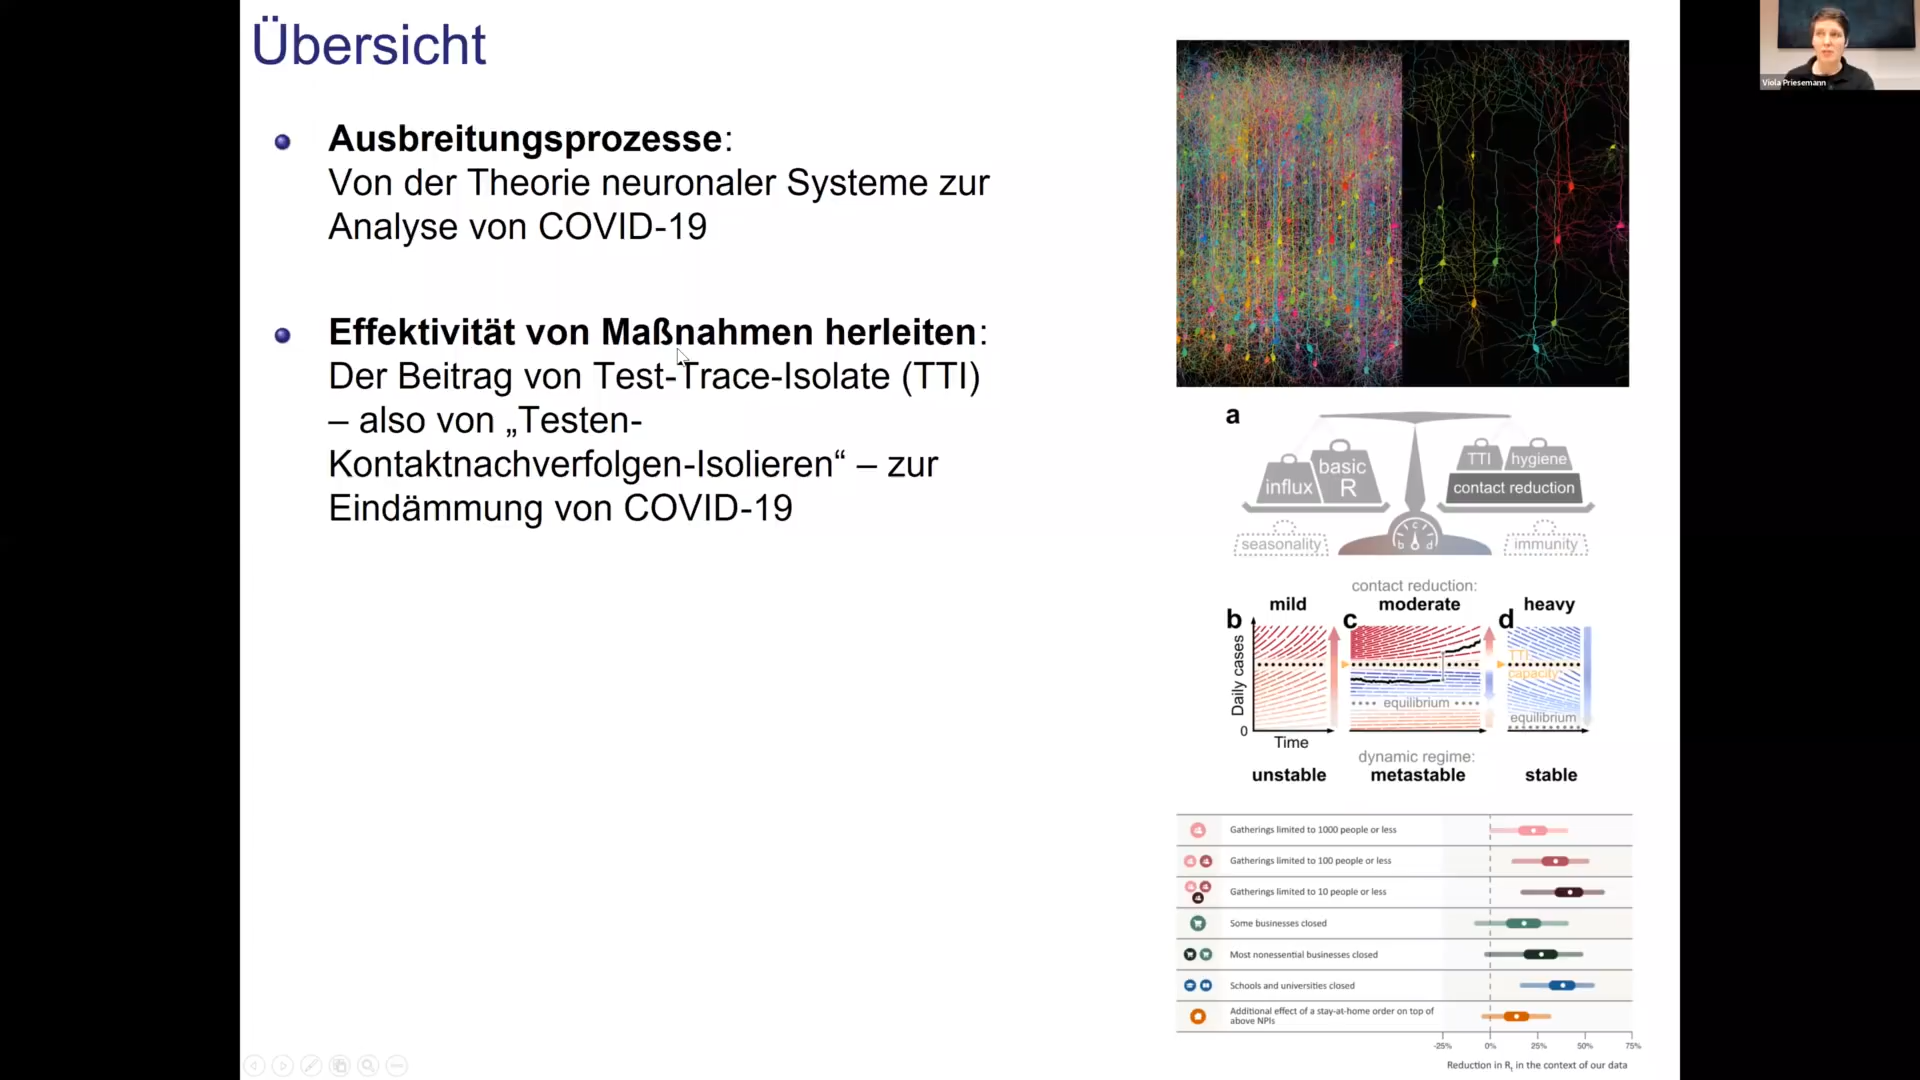 Übersicht
Ausbreitungsprozesse:
Von der Theorie neuronaler Systeme zur
Analyse von COVID-19
Effektivität von Maßnahmen herleiten:
Der Beitrag von Test-Trace-Isolate (TTI)
– also von „Testen-
Kontaktnachverfolgen-Isolieren“ – zur
Eindämmung von COVID-19
Viola Priesemann
a
influx
basic
R
TTI
hygiene
contact reduction
b
c
d
seasonality
immunity
contact reduction:
mild
moderate
heavy
b
c
d
Daily cases
TTI
capacity
equilibrium
equilibrium
0
Time
dynamic regime:
unstable
metastable
stable
Gatherings limited to 1000 people or less
Gatherings limited to 100 people or less
Gatherings limited to 10 people or less
Some businesses closed
Most nonessential businesses closed
Schools and universities closed
Additional effect of a stay-at-home order on top of
above NPIs
-25% 0% 25% 50% 75%
Reduction in Rt in the context of our data